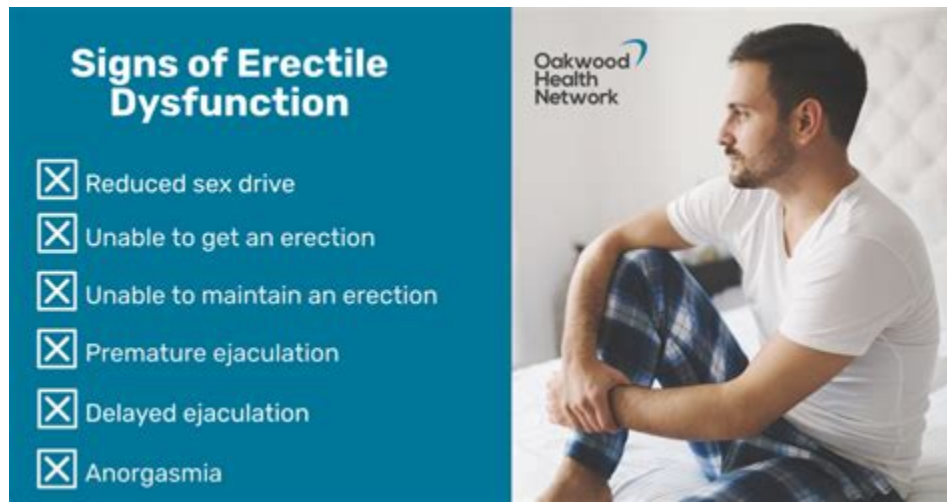 Signs of Erectile
Dysfunction
Reduced sex drive
Unable to get an erection
Unable to maintain an erection
Premature ejaculation
Delayed ejaculation
Anorgasmia
Oakwood
Health
Network